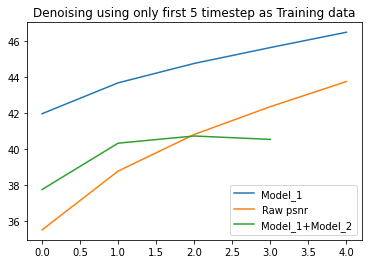 Denoising using only first 5 timestep as Training data
46
44
42
40
38
36
Model_1
Raw psnr
Model_1+Model_2
0.0 0.5 1.0 1.5 2.0 2.5 3.0 3.5 4.0